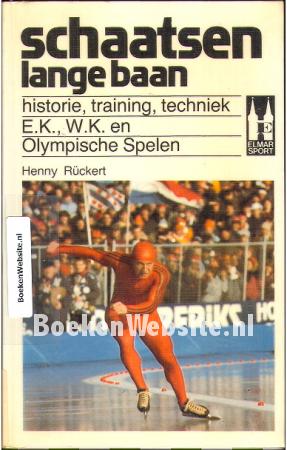 schaatsen
lange baan
historie, training, techniek
E.K., W.K. en
Olympische Spelen
E
ELMAR
SPORT
Henny Rückert
BoekenWebsite.nl
BoekenWebsite.nl